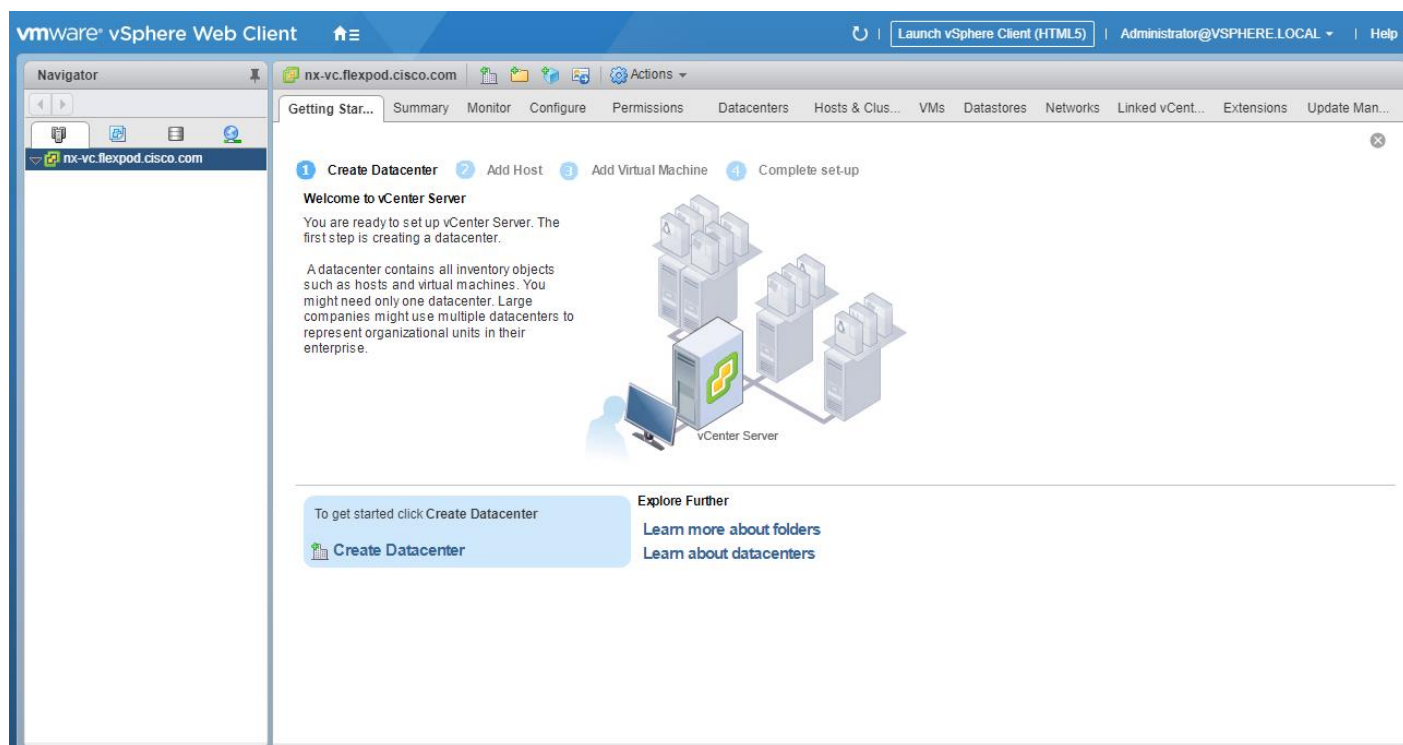 vmware® vSphere Web Client
Launch vSphere Client (HTML5) | Administrator@VSPHERE.LOCAL | Help
Navigator
nx-vc.flexpod.cisco.com Actions
Getting Star... Summary Monitor Configure Permissions Datacenters Hosts & Clus... VMs Datastores Networks Linked vCent... Extensions Update Man...
nx-vc.flexpod.cisco.com
1 Create Datacenter 2 Add Host 3 Add Virtual Machine 4 Complete set-up
Welcome to vCenter Server
You are ready to set up vCenter Server. The
first step is creating a datacenter.
A datacenter contains all inventory objects
such as hosts and virtual machines. You
might need only one datacenter. Large
companies might use multiple datacenters to
represent organizational units in their
enterprise.
vCenter Server
To get started click Create Datacenter
Create Datacenter
Explore Further
Learn more about folders
Learn about datacenters